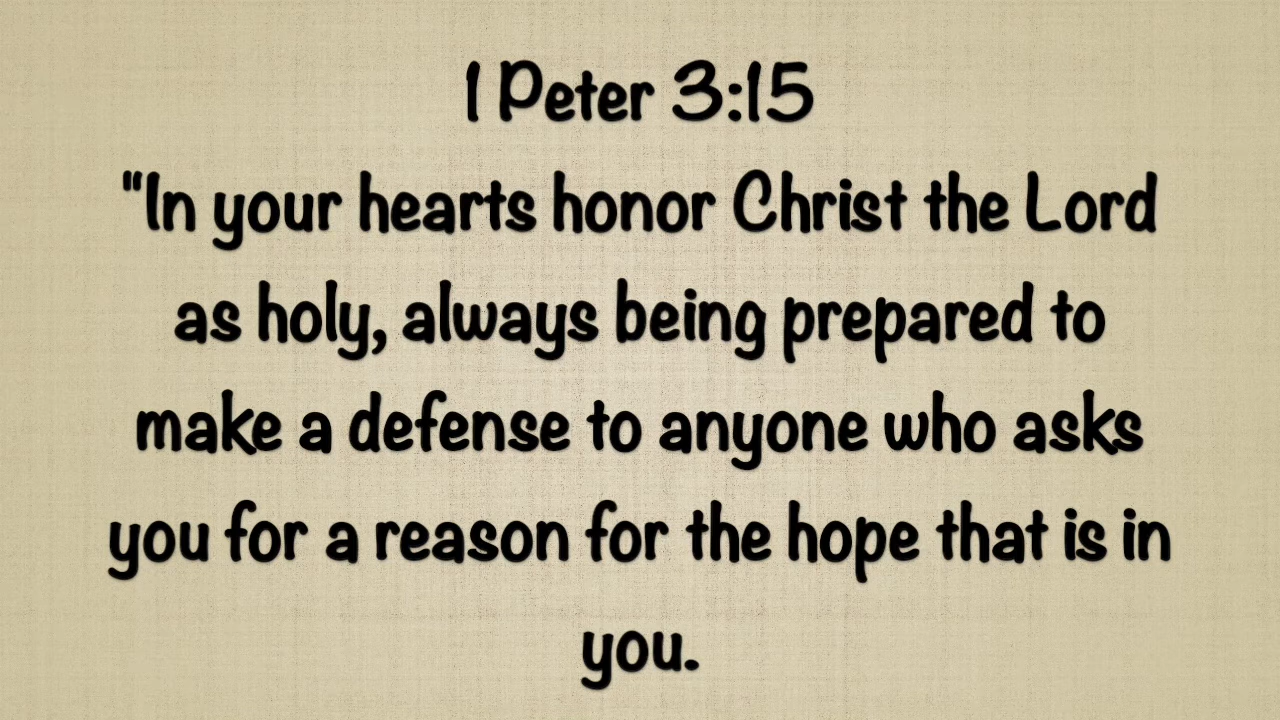 1 Peter 3:15
"In your hearts honor Christ the Lord
as holy, always being prepared to
make a defense to anyone who asks
you for a reason for the hope that is in
you.